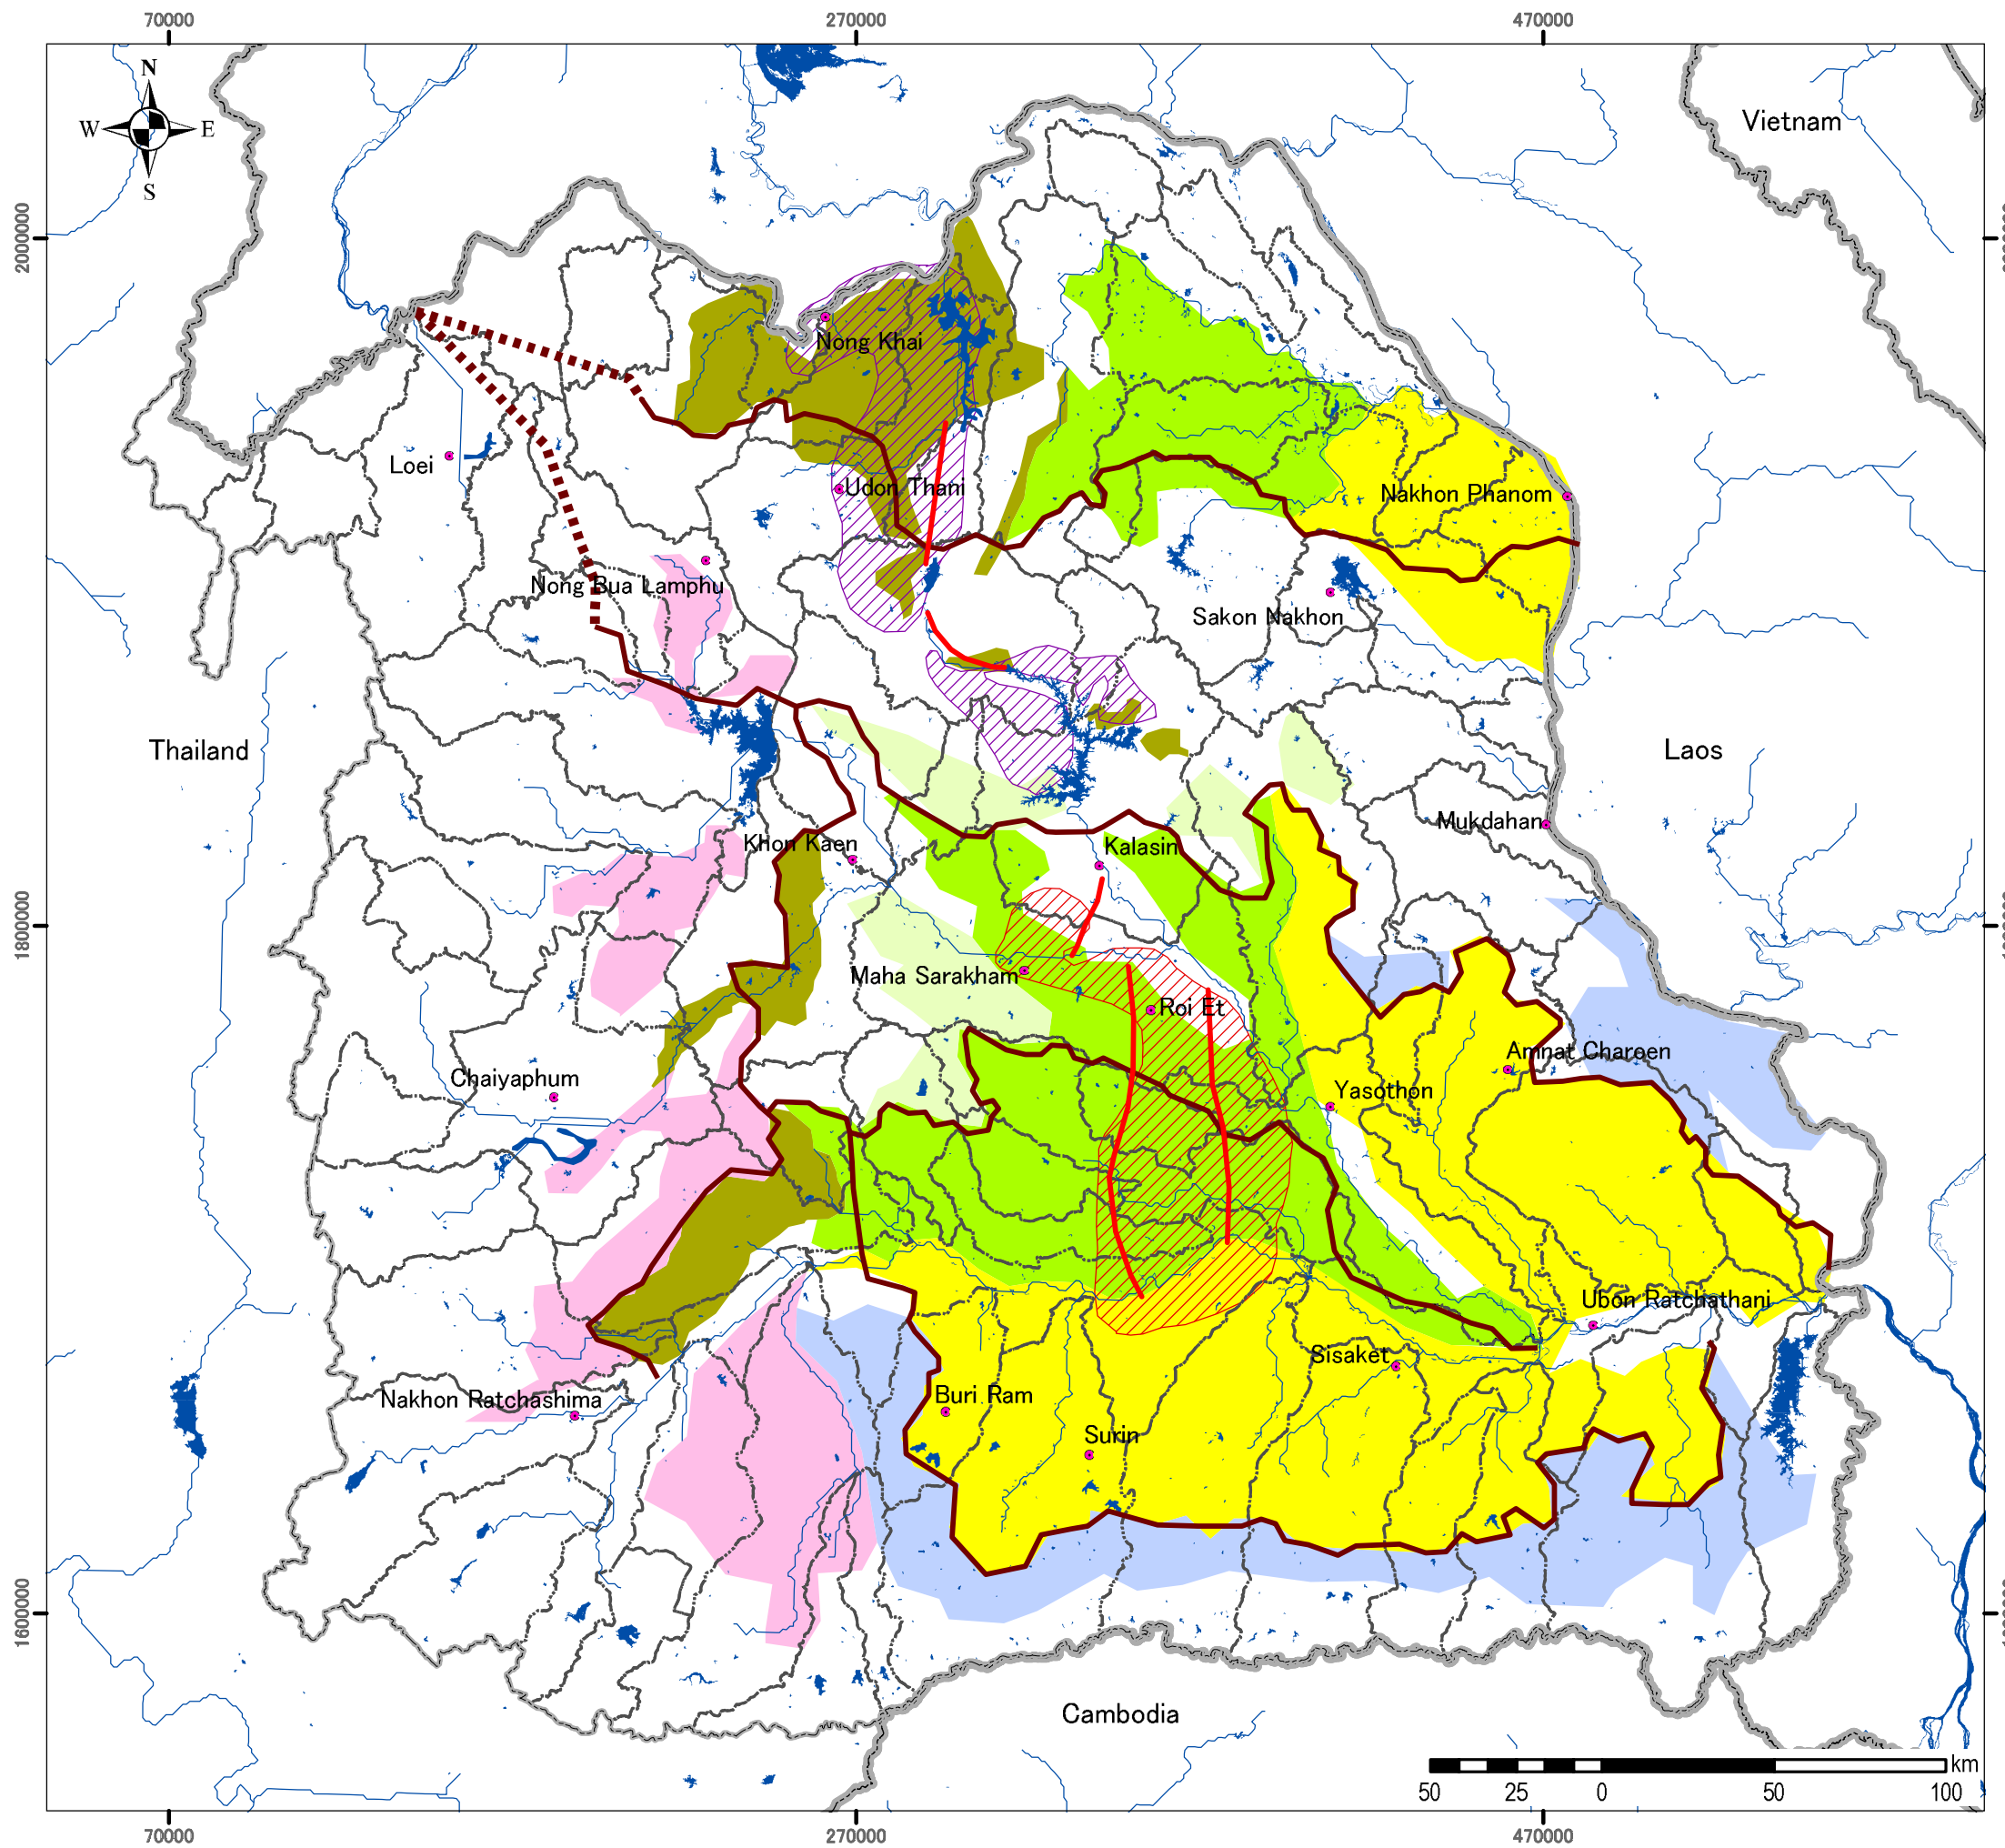 70000
270000
470000
N
W
E
S
Vietnam
2000000
Nong Khai
Loei
Udon Thani
Nakhon Phanom
Nong Bua Lamphu
Sakon Nakhon
Thailand
Laos
Mukdahan
Khon Kaen
Kalasin
1800000
Maha Sarakham
Roi Et
Amnat Charoen
Chaiyaphum
Yasothon
Ubon Ratchathani
Sisaket
Nakhon Ratchashima
Buri Ram
Surin
1600000
Cambodia
km
50
25
0
50
100
70000
270000
470000